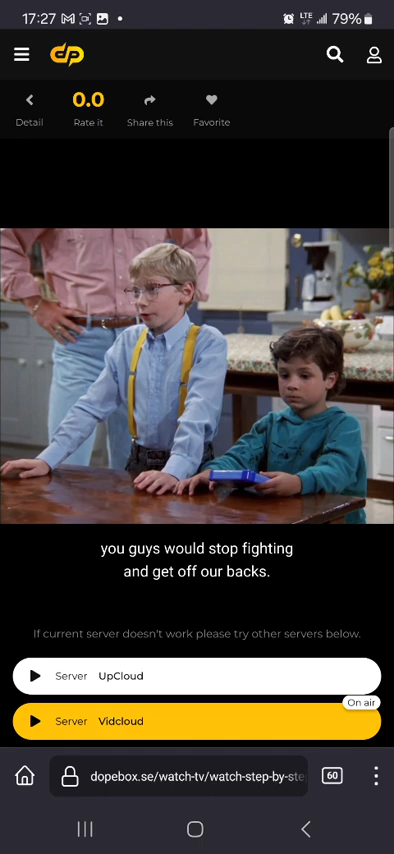 17:27
LTE
79%
dp
Detail
0.0
Rate it
Share this
Favorite
you guys would stop fighting
and get off our backs.
If current server doesn't work please try other servers below.
Server UpCloud
On air
Server Vidcloud
dopebox.se/watch-tv/watch-step-by-ste
60